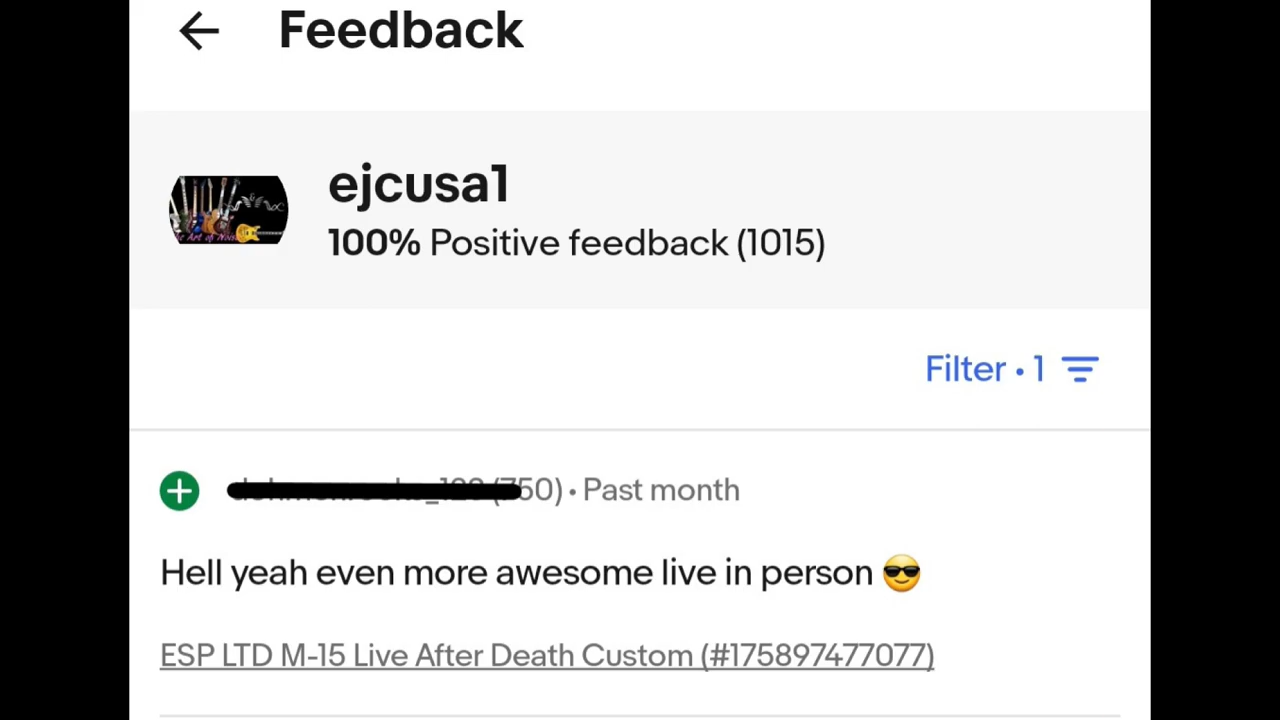 Feedback
ejcusa1
100% Positive feedback (1015)
Filter • 1
50) • Past month
Hell yeah even more awesome live in person 😎
ESP LTD M-15 Live After Death Custom (#175897477077)